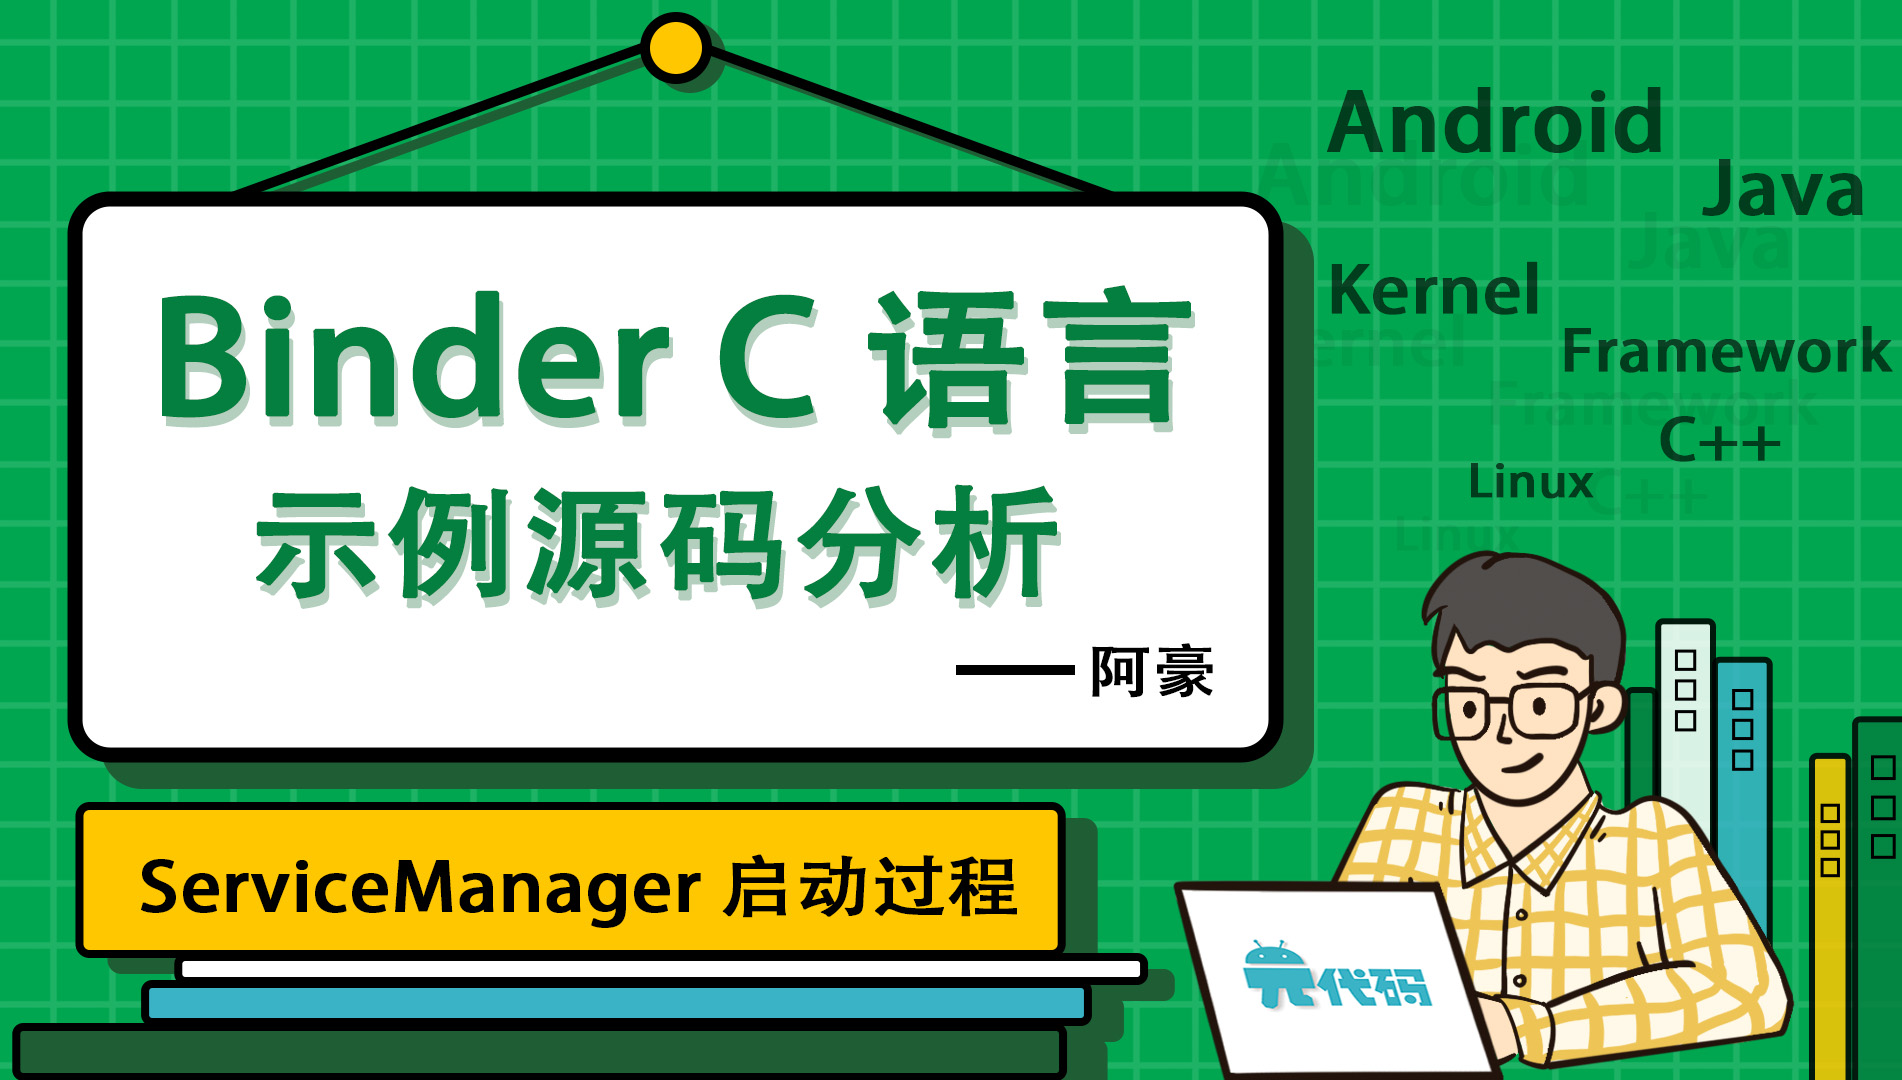 Binder C 语言
示例源码分析
—— 阿豪
ServiceManager 启动过程
Android
Java
Kernel
Framework
C++
Linux
元代码